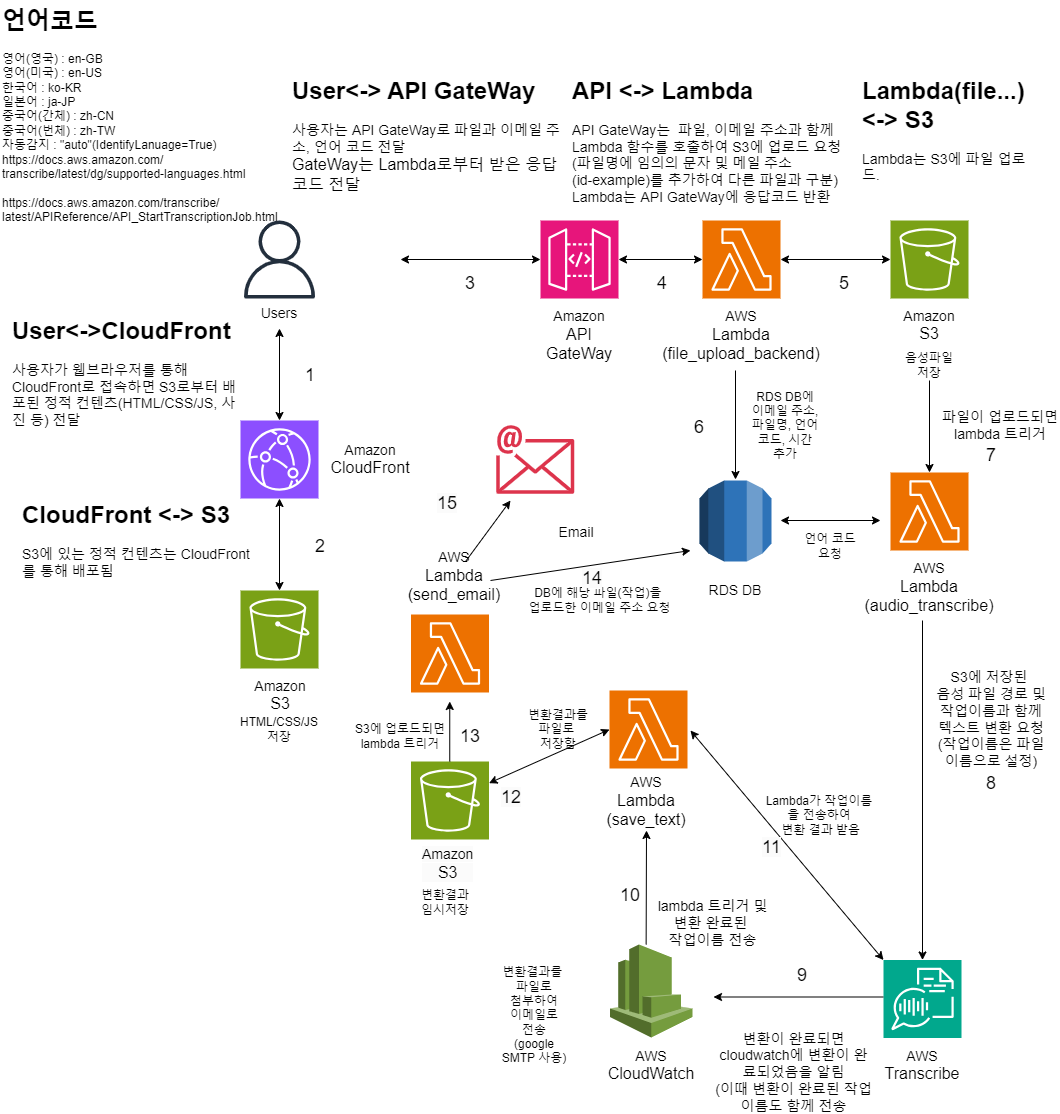 언어코드
영어(영국) : en-GB
영어(미국) : en-US
한국어 : ko-KR
일본어 : ja-JP
중국어(간체) : zh-CN
중국어(번체) : zh-TW
자동감지 : "auto"(IdentifyLanuage=True)
https://docs.aws.amazon.com/
transcribe/latest/dg/supported-languages.html
https://docs.aws.amazon.com/transcribe/
latest/APIReference/API_StartTranscriptionJob.html
User<-> API GateWay
사용자는 API GateWay로 파일과 이메일 주
소, 언어 코드 전달
GateWay는 Lambda로부터 받은 응답
코드 전달
API <-> Lambda
API GateWay는  파일, 이메일 주소와 함께
Lambda 함수를 호출하여 S3에 업로드 요청
(파일명에 임의의 문자 및 메일 주소
(id-example)를 추가하여 다른 파일과 구분)
Lambda는 API GateWay에 응답코드 반환
Lambda(file...)
<-> S3
Lambda는 S3에 파일 업로
드.
Users
3
Amazon
API
GateWay
4
AWS
Lambda
(file_upload_backend)
5
Amazon
S3
음성파일
저장
User<->CloudFront
사용자가 웹브라우저를 통해
CloudFront로 접속하면 S3로부터 배
포된 정적 컨텐츠(HTML/CSS/JS, 사
진 등) 전달
1
Amazon
CloudFront
CloudFront <-> S3
S3에 있는 정적 컨텐츠는 CloudFront
를 통해 배포됨
2
Amazon
S3
HTML/CSS/JS
저장
6
RDS DB에
이메일 주소,
파일명, 언어
코드, 시간
추가
파일이 업로드되면
lambda 트리거
7
RDS DB
언어 코드
요청
AWS
Lambda
(audio_transcribe)
15
Email
AWS
Lambda
(send_email)
14
DB에 해당 파일(작업)을
업로드한 이메일 주소 요청
S3에 저장된
음성 파일 경로 및
작업이름과 함께
텍스트 변환 요청
(작업이름은 파일
이름으로 설정)
8
S3에 업로드되면
lambda 트리거
13
변환결과를
파일로
저장함
12
Amazon
S3
변환결과
임시저장
AWS
Lambda
(save_text)
Lambda가 작업이름
을 전송하여
변환 결과 받음
11
10
lambda 트리거 및
변환 완료된
작업이름 전송
변환결과를
파일로
첨부하여
이메일로
전송
(google
SMTP 사용)
AWS
CloudWatch
9
변환이 완료되면
cloudwatch에 변환이 완
료되었음을 알림
(이때 변환이 완료된 작업
이름도 함께 전송
AWS
Transcribe